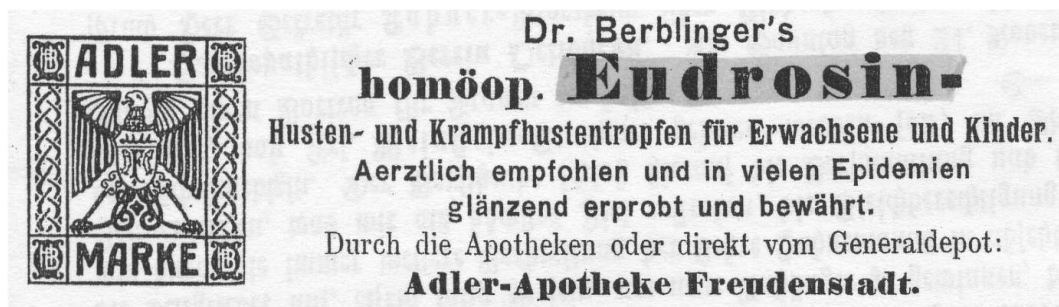 ADLER
MARKE
Dr. Berblinger's
homöop. Eudrosin-
Husten- und Krampfhustentropfen für Erwachsene und Kinder.
Aerztlich empfohlen und in vielen Epidemien
glänzend erprobt und bewährt.
Durch die Apotheken oder direkt vom Generaldepot:
Adler-Apotheke Freudenstadt.